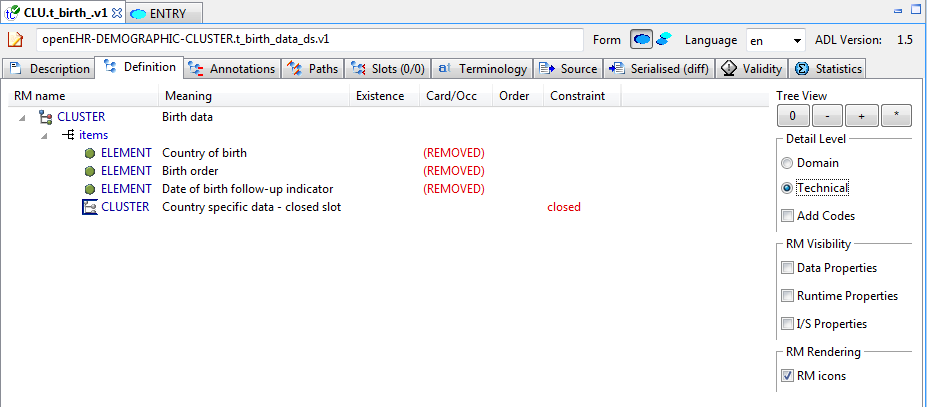 CLU.t_birth_.v1 ENTRY
openEHR-DEMOGRAPHIC-CLUSTER.t_birth_data_ds.v1 Form Language en ADL Version: 1.5
Description Definition Annotations Paths Slots (0/0) at Terminology Source Serialised (diff) Validity Statistics
RM name Meaning Existence Card/Occ Order Constraint
CLUSTER Birth data
items
ELEMENT Country of birth (REMOVED)
ELEMENT Birth order (REMOVED)
ELEMENT Date of birth follow-up indicator (REMOVED)
CLUSTER Country specific data - closed slot closed
Tree View
0 - + *
Detail Level
Domain
Technical
Add Codes
RM Visibility
Data Properties
Runtime Properties
I/S Properties
RM Rendering
RM icons